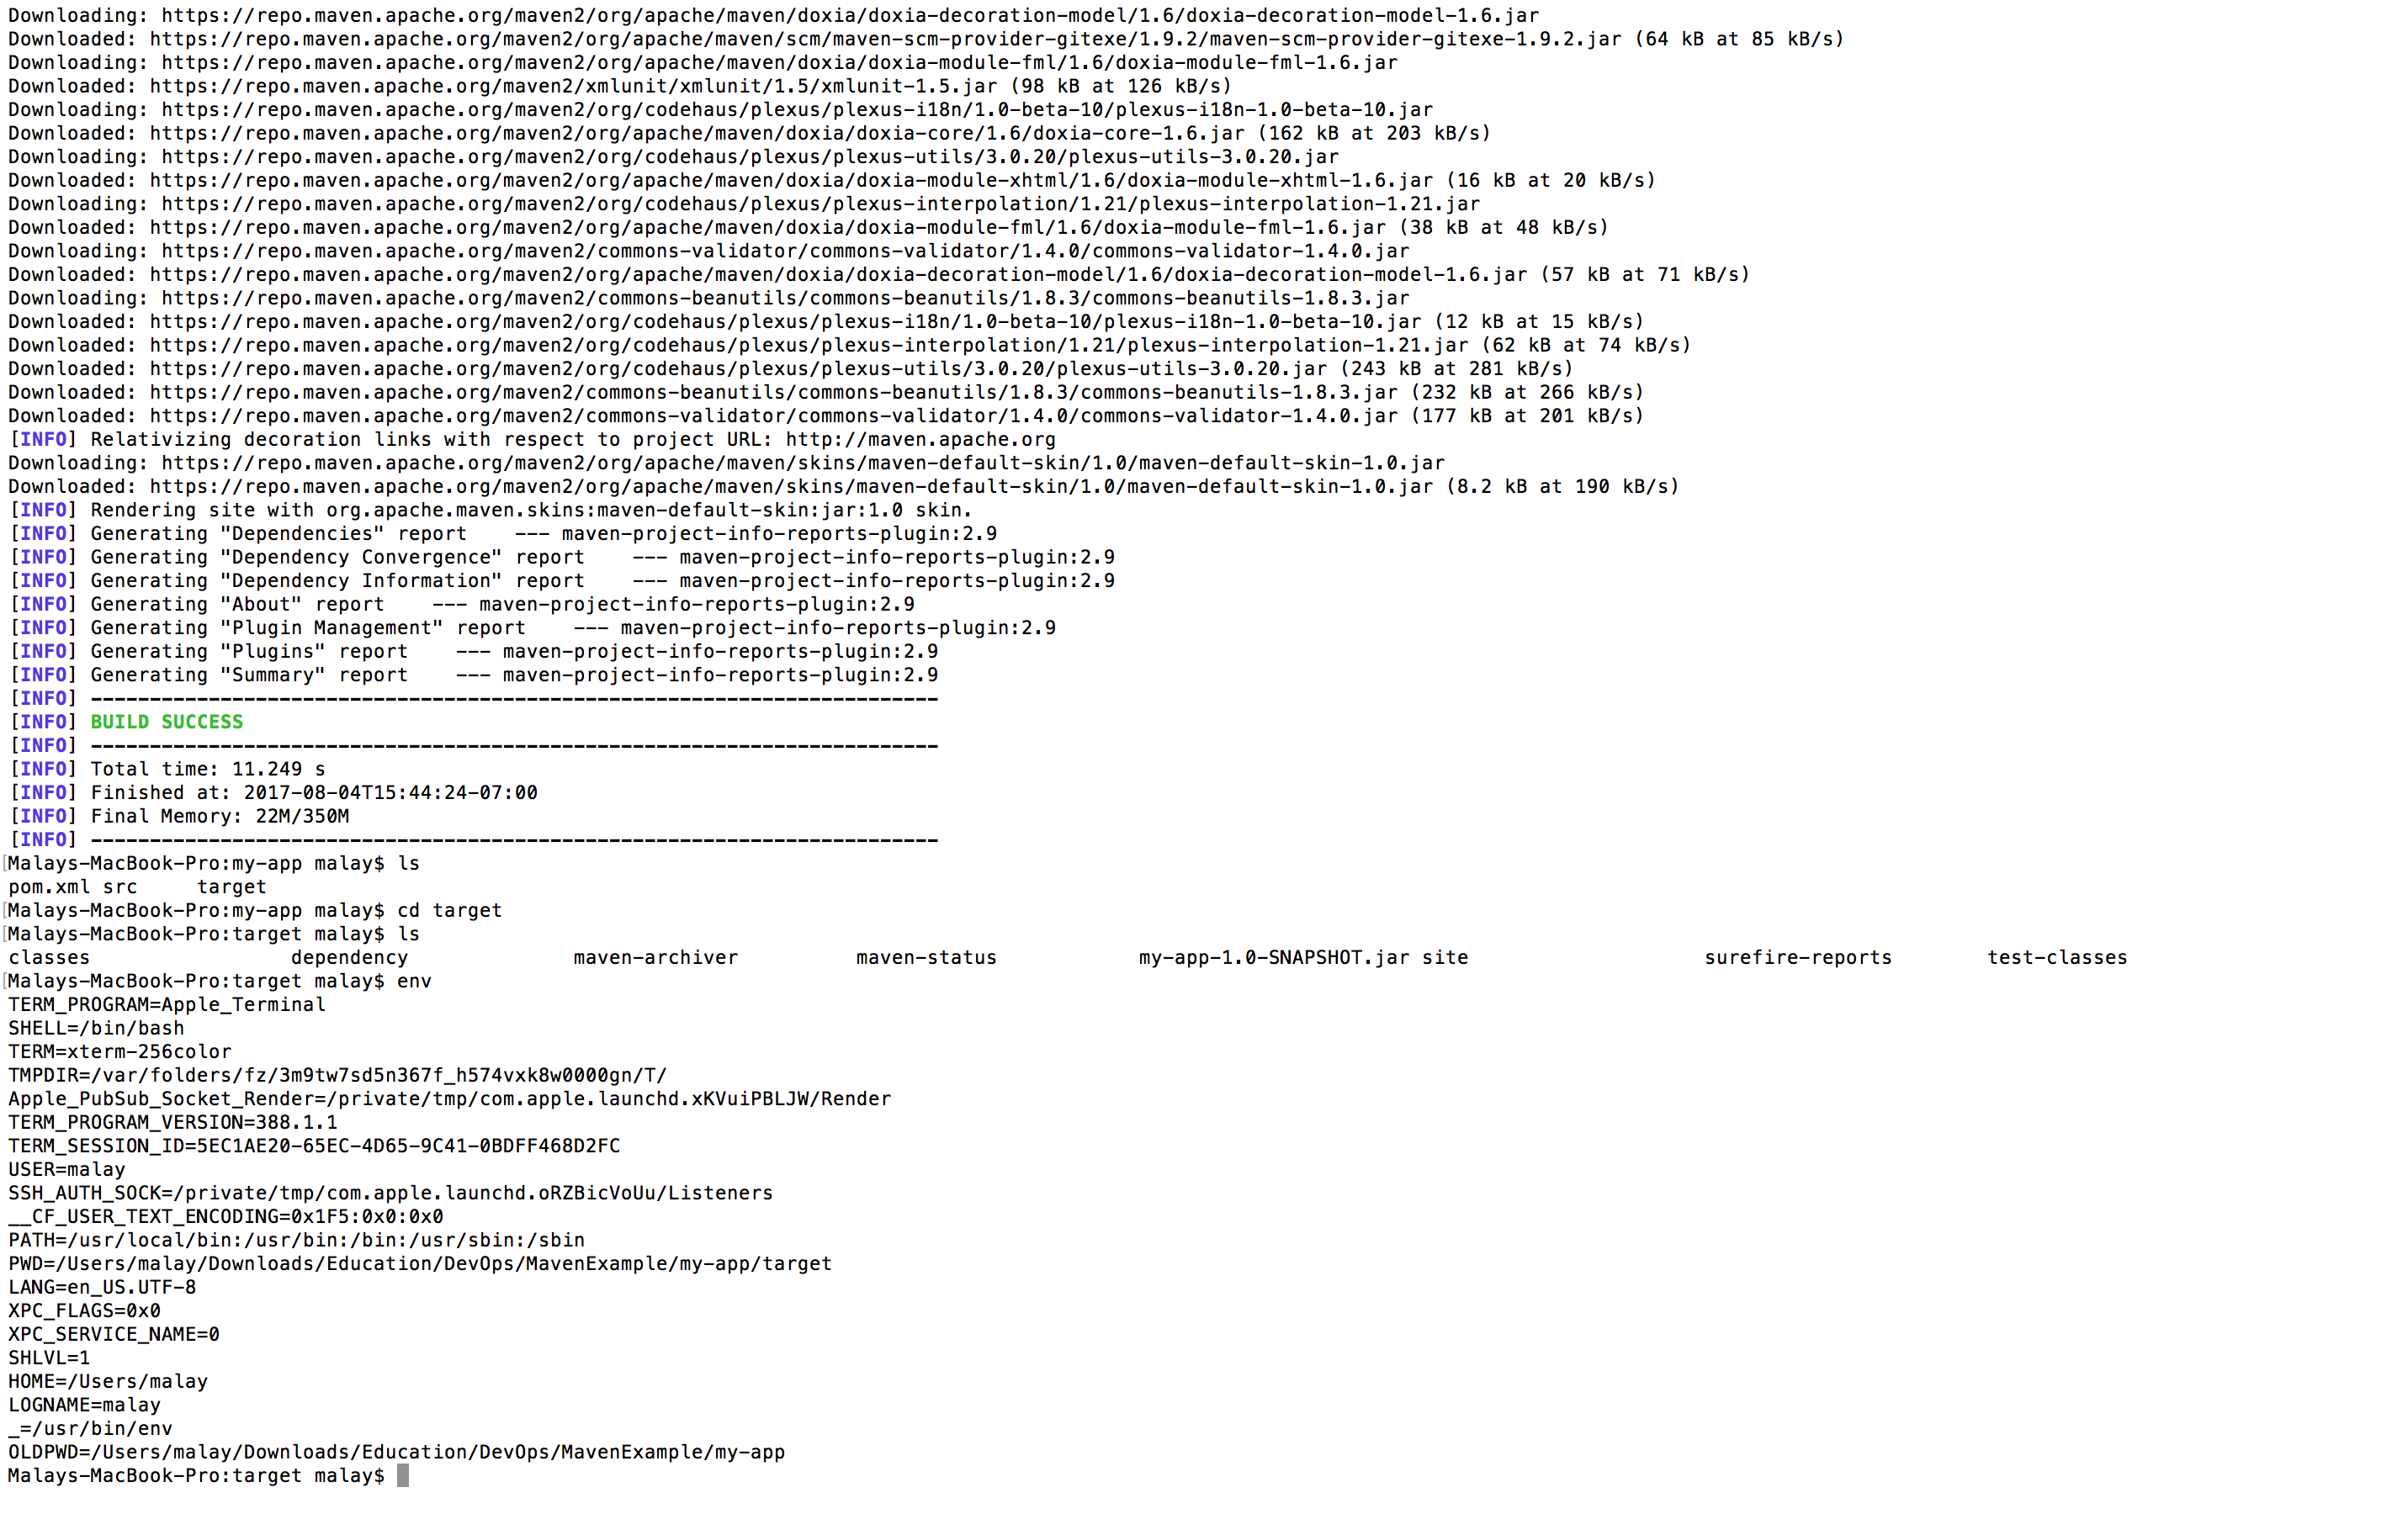 Downloading: https://repo.maven.apache.org/maven2/org/apache/maven/doxia/doxia-decoration-model/1.6/doxia-decoration-model-1.6.jar
Downloaded: https://repo.maven.apache.org/maven2/org/apache/maven/scm/maven-scm-provider-gitexe/1.9.2/maven-scm-provider-gitexe-1.9.2.jar (64 kB at 85 kB/s)
Downloading: https://repo.maven.apache.org/maven2/org/apache/maven/doxia/doxia-module-fml/1.6/doxia-module-fml-1.6.jar
Downloaded: https://repo.maven.apache.org/maven2/xmlunit/xmlunit/1.5/xmlunit-1.5.jar (98 kB at 126 kB/s)
Downloading: https://repo.maven.apache.org/maven2/org/codehaus/plexus/plexus-i18n/1.0-beta-10/plexus-i18n-1.0-beta-10.jar
Downloaded: https://repo.maven.apache.org/maven2/org/apache/maven/doxia/doxia-core/1.6/doxia-core-1.6.jar (162 kB at 203 kB/s)
Downloading: https://repo.maven.apache.org/maven2/org/codehaus/plexus/plexus-utils/3.0.20/plexus-utils-3.0.20.jar
Downloaded: https://repo.maven.apache.org/maven2/org/apache/maven/doxia/doxia-module-xhtml/1.6/doxia-module-xhtml-1.6.jar (16 kB at 20 kB/s)
Downloading: https://repo.maven.apache.org/maven2/org/codehaus/plexus/plexus-interpolation/1.21/plexus-interpolation-1.21.jar
Downloaded: https://repo.maven.apache.org/maven2/org/apache/maven/doxia/doxia-module-fml/1.6/doxia-module-fml-1.6.jar (38 kB at 48 kB/s)
Downloading: https://repo.maven.apache.org/maven2/commons-validator/commons-validator/1.4.0/commons-validator-1.4.0.jar
Downloaded: https://repo.maven.apache.org/maven2/org/apache/maven/doxia/doxia-decoration-model/1.6/doxia-decoration-model-1.6.jar (57 kB at 71 kB/s)
Downloading: https://repo.maven.apache.org/maven2/commons-beanutils/commons-beanutils/1.8.3/commons-beanutils-1.8.3.jar
Downloaded: https://repo.maven.apache.org/maven2/org/codehaus/plexus/plexus-i18n/1.0-beta-10/plexus-i18n-1.0-beta-10.jar (12 kB at 15 kB/s)
Downloaded: https://repo.maven.apache.org/maven2/org/codehaus/plexus/plexus-interpolation/1.21/plexus-interpolation-1.21.jar (62 kB at 74 kB/s)
Downloaded: https://repo.maven.apache.org/maven2/org/codehaus/plexus/plexus-utils/3.0.20/plexus-utils-3.0.20.jar (243 kB at 281 kB/s)
Downloaded: https://repo.maven.apache.org/maven2/commons-beanutils/commons-beanutils/1.8.3/commons-beanutils-1.8.3.jar (232 kB at 266 kB/s)
Downloaded: https://repo.maven.apache.org/maven2/commons-validator/commons-validator/1.4.0/commons-validator-1.4.0.jar (177 kB at 201 kB/s)
[INFO] Relativizing decoration links with respect to project URL: http://maven.apache.org
Downloading: https://repo.maven.apache.org/maven2/org/apache/maven/skins/maven-default-skin/1.0/maven-default-skin-1.0.jar
Downloaded: https://repo.maven.apache.org/maven2/org/apache/maven/skins/maven-default-skin/1.0/maven-default-skin-1.0.jar (8.2 kB at 190 kB/s)
[INFO] Rendering site with org.apache.maven.skins:maven-default-skin:jar:1.0 skin.
[INFO] Generating "Dependencies" report    --- maven-project-info-reports-plugin:2.9
[INFO] Generating "Dependency Convergence" report    --- maven-project-info-reports-plugin:2.9
[INFO] Generating "Dependency Information" report    --- maven-project-info-reports-plugin:2.9
[INFO] Generating "About" report    --- maven-project-info-reports-plugin:2.9
[INFO] Generating "Plugin Management" report    --- maven-project-info-reports-plugin:2.9
[INFO] Generating "Plugins" report    --- maven-project-info-reports-plugin:2.9
[INFO] Generating "Summary" report    --- maven-project-info-reports-plugin:2.9
[INFO] ------------------------------------------------------------------------
[INFO] BUILD SUCCESS
[INFO] ------------------------------------------------------------------------
[INFO] Total time: 11.249 s
[INFO] Finished at: 2017-08-04T15:44:24-07:00
[INFO] Final Memory: 22M/350M
[INFO] ------------------------------------------------------------------------
[Malays-MacBook-Pro:my-app malay$ ls
pom.xml src     target
[Malays-MacBook-Pro:my-app malay$ cd target
[Malays-MacBook-Pro:target malay$ ls
classes                 dependency              maven-archiver          maven-status            my-app-1.0-SNAPSHOT.jar site                    surefire-reports        test-classes
[Malays-MacBook-Pro:target malay$ env
TERM_PROGRAM=Apple_Terminal
SHELL=/bin/bash
TERM=xterm-256color
TMPDIR=/var/folders/fz/3m9tw7sd5n367f_h574vxk8w0000gn/T/
Apple_PubSub_Socket_Render=/private/tmp/com.apple.launchd.xKVuiPBLJW/Render
TERM_PROGRAM_VERSION=388.1.1
TERM_SESSION_ID=5EC1AE20-65EC-4D65-9C41-0BDFF468D2FC
USER=malay
SSH_AUTH_SOCK=/private/tmp/com.apple.launchd.oRZBicVoUu/Listeners
__CF_USER_TEXT_ENCODING=0x1F5:0x0:0x0
PATH=/usr/local/bin:/usr/bin:/bin:/usr/sbin:/sbin
PWD=/Users/malay/Downloads/Education/DevOps/MavenExample/my-app/target
LANG=en_US.UTF-8
XPC_FLAGS=0x0
XPC_SERVICE_NAME=0
SHLVL=1
HOME=/Users/malay
LOGNAME=malay
_=/usr/bin/env
OLDPWD=/Users/malay/Downloads/Education/DevOps/MavenExample/my-app
Malays-MacBook-Pro:target malay$